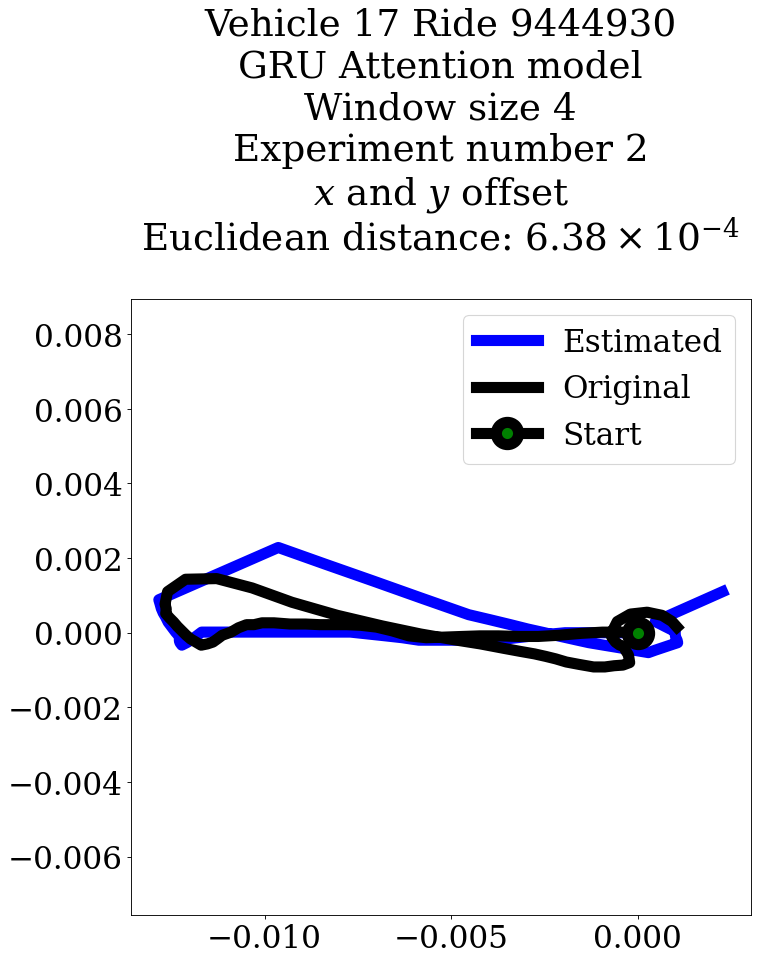 Vehicle 17 Ride 9444930
GRU Attention model
Window size 4
Experiment number 2
x and y offset
Euclidean distance: 6.38 × 10⁻⁴
Estimated
Original
Start
0.008
0.006
0.004
0.002
0.000
−0.002
−0.004
−0.006
−0.010
−0.005
0.000